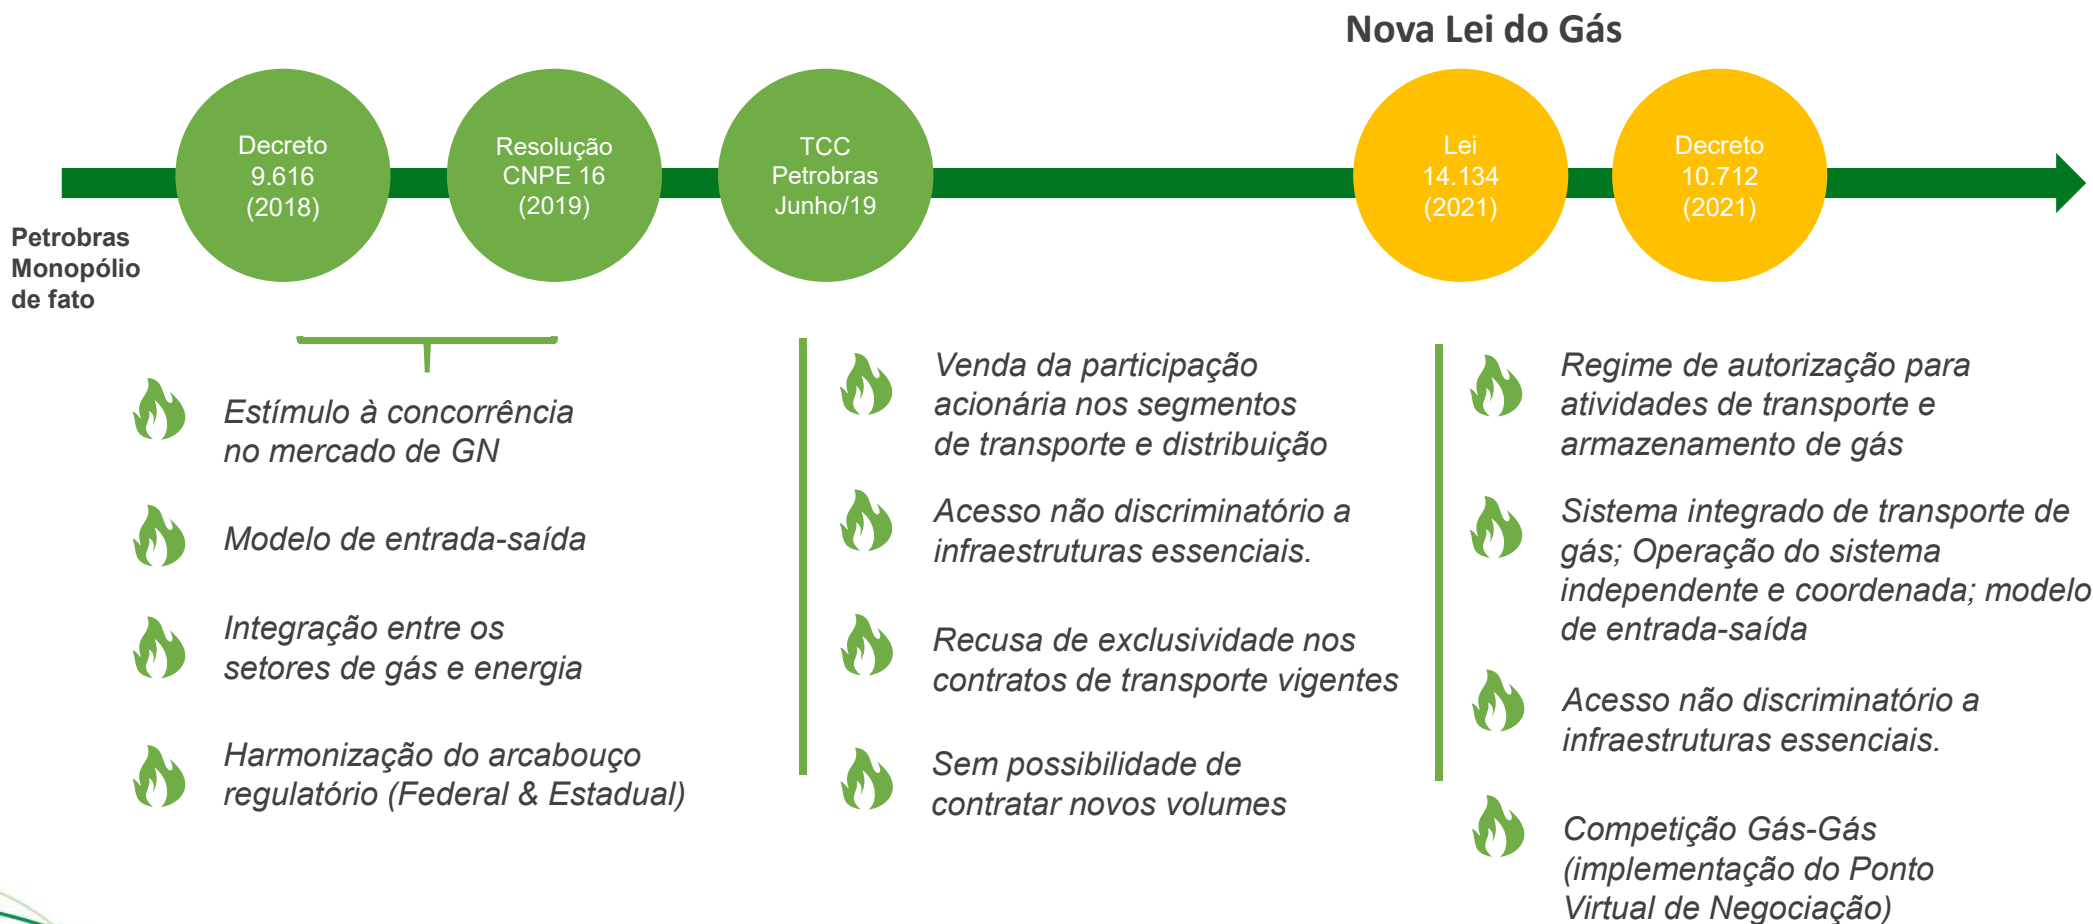 Nova Lei do Gás
Decreto
9.616
(2018)
Resolução
CNPE 16
(2019)
TCC
Petrobras
Junho/19
Lei
14.134
(2021)
Decreto
10.712
(2021)
Petrobras
Monopólio
de fato
Estímulo à concorrência
no mercado de GN
Modelo de entrada-saída
Integração entre os
setores de gás e energia
Harmonização do arcabouço
regulatório (Federal & Estadual)
Venda da participação
acionária nos segmentos
de transporte e distribuição
Acesso não discriminatório a
infraestruturas essenciais.
Recusa de exclusividade nos
contratos de transporte vigentes
Sem possibilidade de
contratar novos volumes
Regime de autorização para
atividades de transporte e
armazenamento de gás
Sistema integrado de transporte de
gás; Operação do sistema
independente e coordenada; modelo
de entrada-saída
Acesso não discriminatório a
infraestruturas essenciais.
Competição Gás-Gás
(implementação do Ponto
Virtual de Negociação)